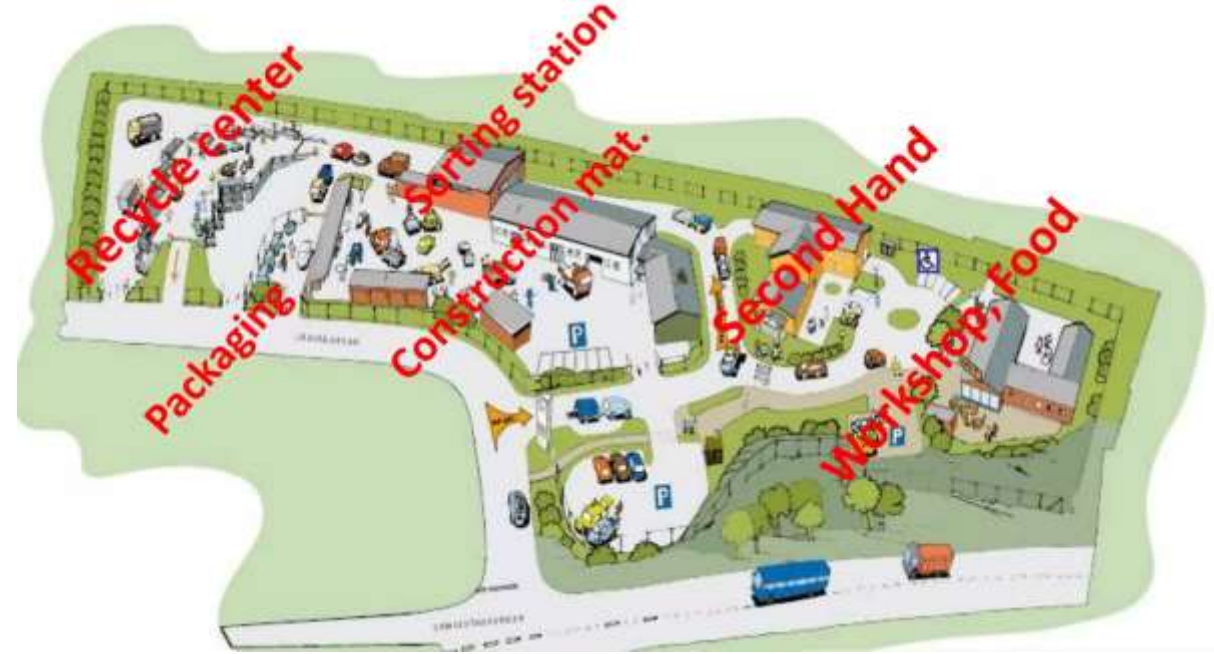 Recycle center
Sorting station
Construction mat.
Packaging
Second Hand
Workshop, Food
P
P
P